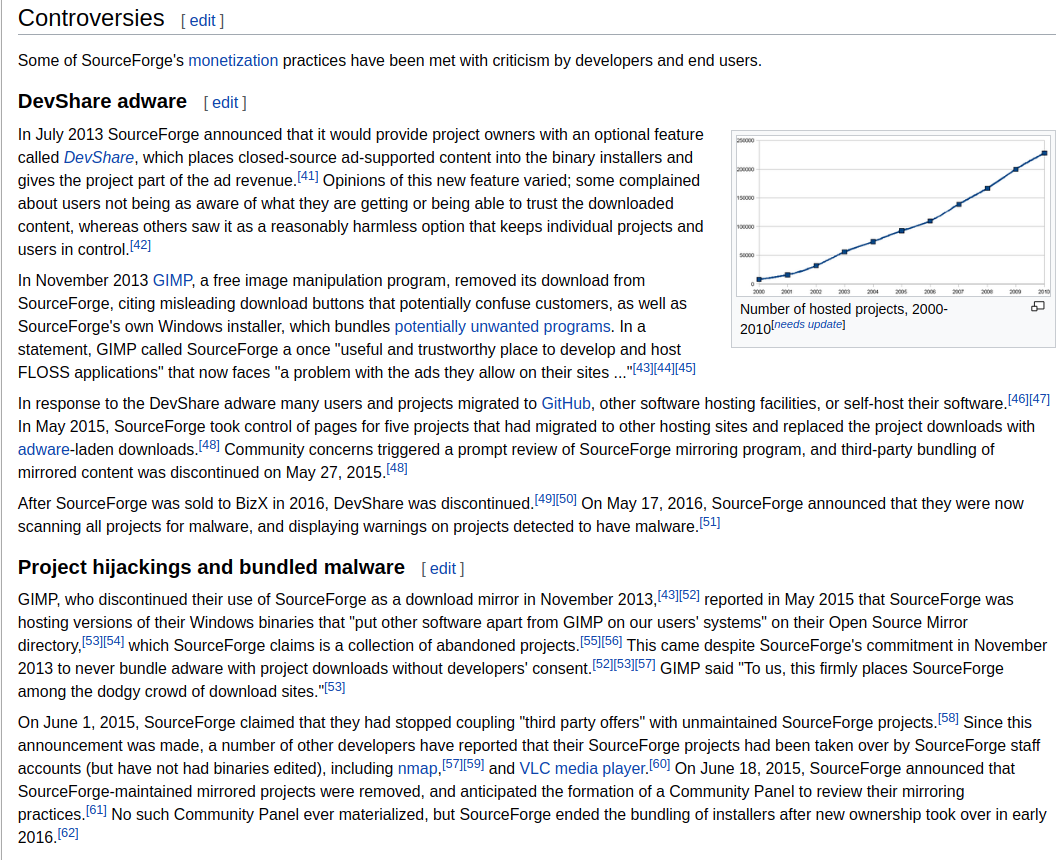 Controversies [ edit ]
Some of SourceForge's monetization practices have been met with criticism by developers and end users.
DevShare adware [ edit ]
In July 2013 SourceForge announced that it would provide project owners with an optional feature
called DevShare, which places closed-source ad-supported content into the binary installers and
gives the project part of the ad revenue.[41] Opinions of this new feature varied; some complained
about users not being as aware of what they are getting or being able to trust the downloaded
content, whereas others saw it as a reasonably harmless option that keeps individual projects and
users in control.[42]
In November 2013 GIMP, a free image manipulation program, removed its download from
SourceForge, citing misleading download buttons that potentially confuse customers, as well as
SourceForge's own Windows installer, which bundles potentially unwanted programs. In a
statement, GIMP called SourceForge a once "useful and trustworthy place to develop and host
FLOSS applications" that now faces "a problem with the ads they allow on their sites ..."[43][44][45]
250000
200000
150000
100000
50000
0
2000 2001 2002 2003 2004 2005 2006 2007 2008 2009 2010
Number of hosted projects, 2000-
2010[needs update]
In response to the DevShare adware many users and projects migrated to GitHub, other software hosting facilities, or self-host their software.[46][47]
In May 2015, SourceForge took control of pages for five projects that had migrated to other hosting sites and replaced the project downloads with
adware-laden downloads.[48] Community concerns triggered a prompt review of SourceForge mirroring program, and third-party bundling of
mirrored content was discontinued on May 27, 2015.[48]
After SourceForge was sold to BizX in 2016, DevShare was discontinued.[49][50] On May 17, 2016, SourceForge announced that they were now
scanning all projects for malware, and displaying warnings on projects detected to have malware.[51]
Project hijackings and bundled malware [ edit ]
GIMP, who discontinued their use of SourceForge as a download mirror in November 2013,[43][52] reported in May 2015 that SourceForge was
hosting versions of their Windows binaries that "put other software apart from GIMP on our users' systems" on their Open Source Mirror
directory,[53][54] which SourceForge claims is a collection of abandoned projects.[55][56] This came despite SourceForge's commitment in November
2013 to never bundle adware with project downloads without developers' consent.[52][53][57] GIMP said "To us, this firmly places SourceForge
among the dodgy crowd of download sites."[53]
On June 1, 2015, SourceForge claimed that they had stopped coupling "third party offers" with unmaintained SourceForge projects.[58] Since this
announcement was made, a number of other developers have reported that their SourceForge projects had been taken over by SourceForge staff
accounts (but have not had binaries edited), including nmap,[57][59] and VLC media player.[60] On June 18, 2015, SourceForge announced that
SourceForge-maintained mirrored projects were removed, and anticipated the formation of a Community Panel to review their mirroring
practices.[61] No such Community Panel ever materialized, but SourceForge ended the bundling of installers after new ownership took over in early
2016.[62]